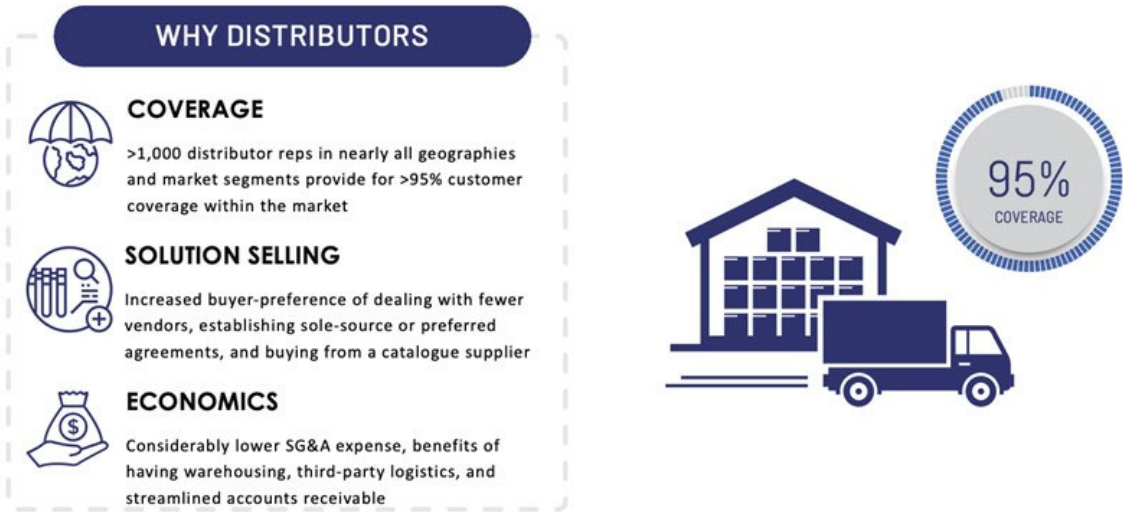 WHY DISTRIBUTORS
COVERAGE
>1,000 distributor reps in nearly all geographies
and market segments provide for >95% customer
coverage within the market
SOLUTION SELLING
Increased buyer-preference of dealing with fewer
vendors, establishing sole-source or preferred
agreements, and buying from a catalogue supplier
ECONOMICS
$
Considerably lower SG&A expense, benefits of
having warehousing, third-party logistics, and
streamlined accounts receivable
95%
COVERAGE